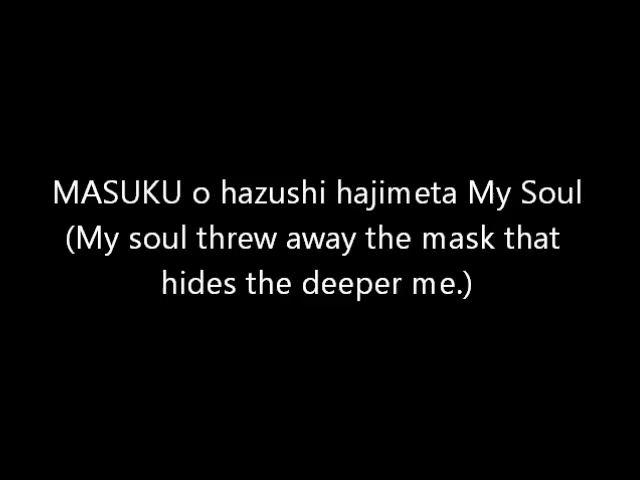 MASUKU o hazushi hajimeta My Soul
(My soul threw away the mask that
hides the deeper me.)